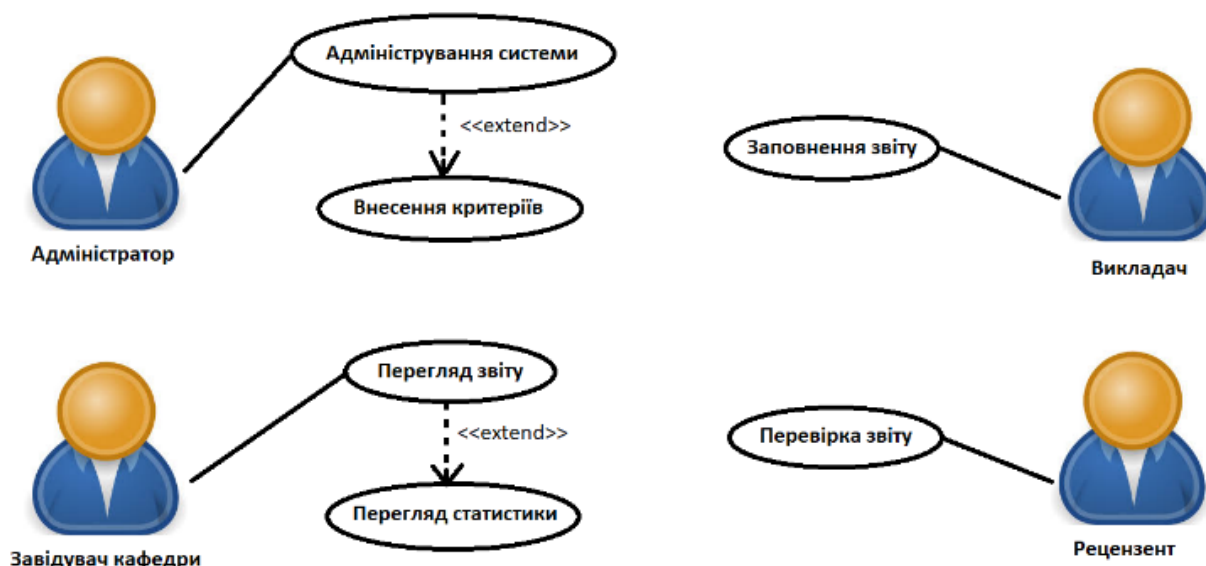 Адміністрування системи
<<extend>>
Внесення критеріїв
Адміністратор
Заповнення звіту
Викладач
Перегляд звіту
<<extend>>
Перегляд статистики
Завідувач кафедри
Перевірка звіту
Рецензент